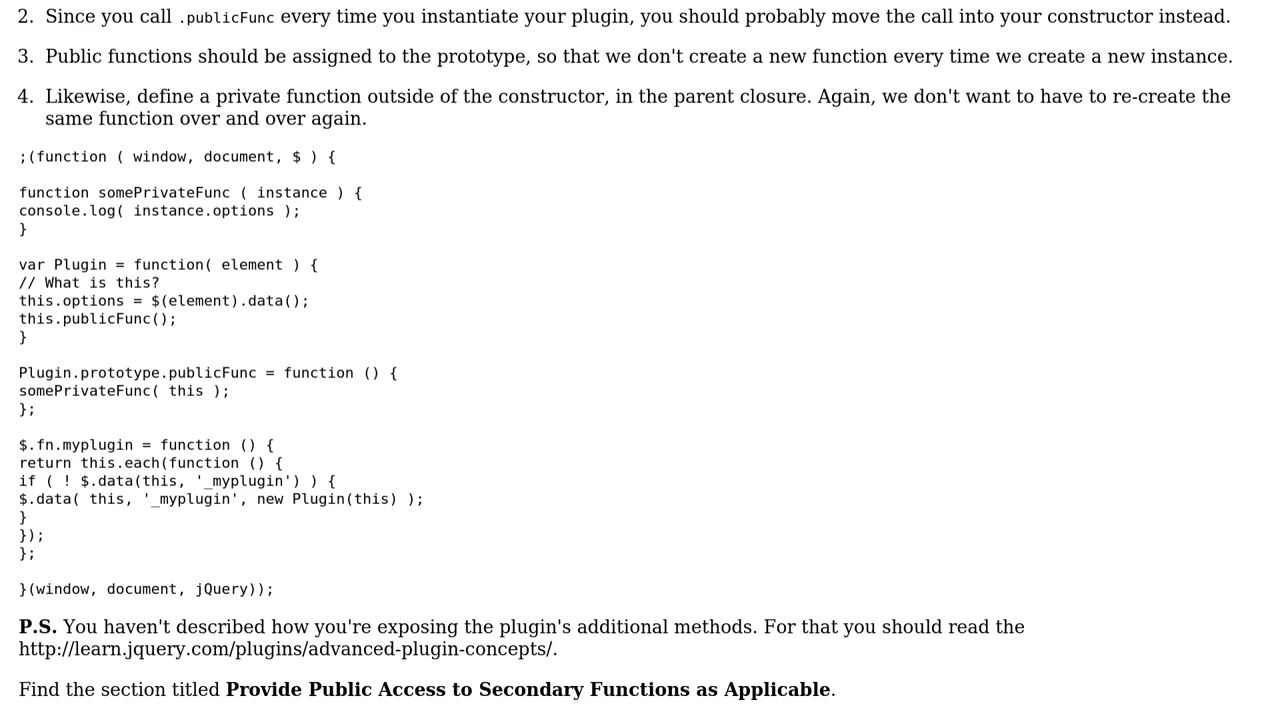 2. Since you call .publicFunc every time you instantiate your plugin, you should probably move the call into your constructor instead.
3. Public functions should be assigned to the prototype, so that we don't create a new function every time we create a new instance.
4. Likewise, define a private function outside of the constructor, in the parent closure. Again, we don't want to have to re-create the
same function over and over again.
;(function ( window, document, $ ) {
function somePrivateFunc ( instance ) {
console.log( instance.options );
}
var Plugin = function( element ) {
// What is this?
this.options = $(element).data();
this.publicFunc();
}
Plugin.prototype.publicFunc = function () {
somePrivateFunc( this );
};
$.fn.myplugin = function () {
return this.each(function () {
if ( ! $.data(this, '_myplugin') ) {
$.data( this, '_myplugin', new Plugin(this) );
}
});
};
}(window, document, jQuery));
P.S. You haven't described how you're exposing the plugin's additional methods. For that you should read the
http://learn.jquery.com/plugins/advanced-plugin-concepts/.
Find the section titled Provide Public Access to Secondary Functions as Applicable.